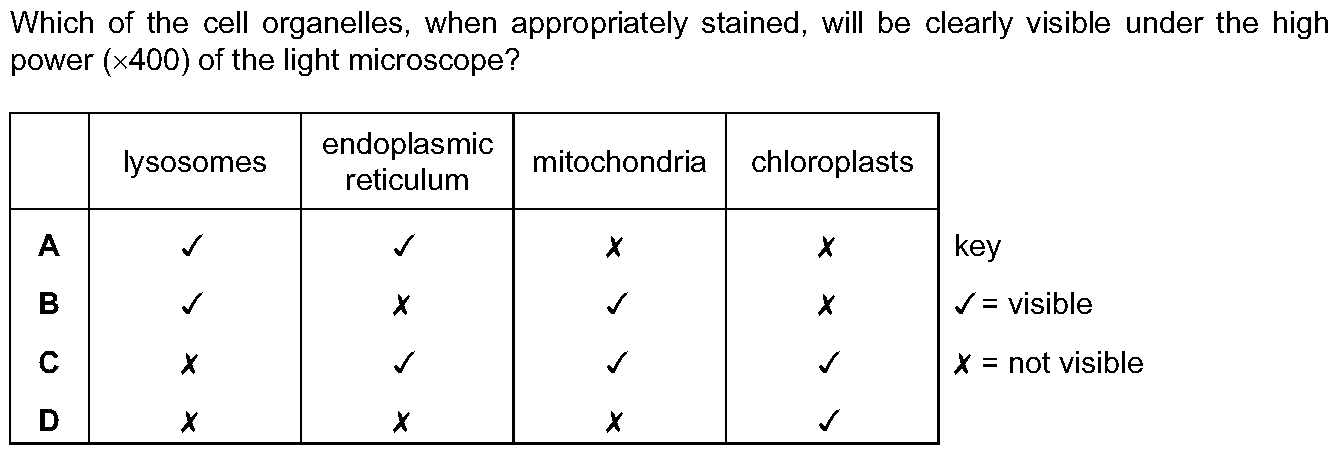 Which of the cell organelles, when appropriately stained, will be clearly visible under the high
power (×400) of the light microscope?
lysosomes endoplasmic reticulum mitochondria chloroplasts
A ✓ ✓ ✗ ✗ key
B ✓ ✗ ✓ ✗ ✓ = visible
C ✗ ✓ ✓ ✓ ✗ = not visible
D ✗ ✗ ✗ ✓